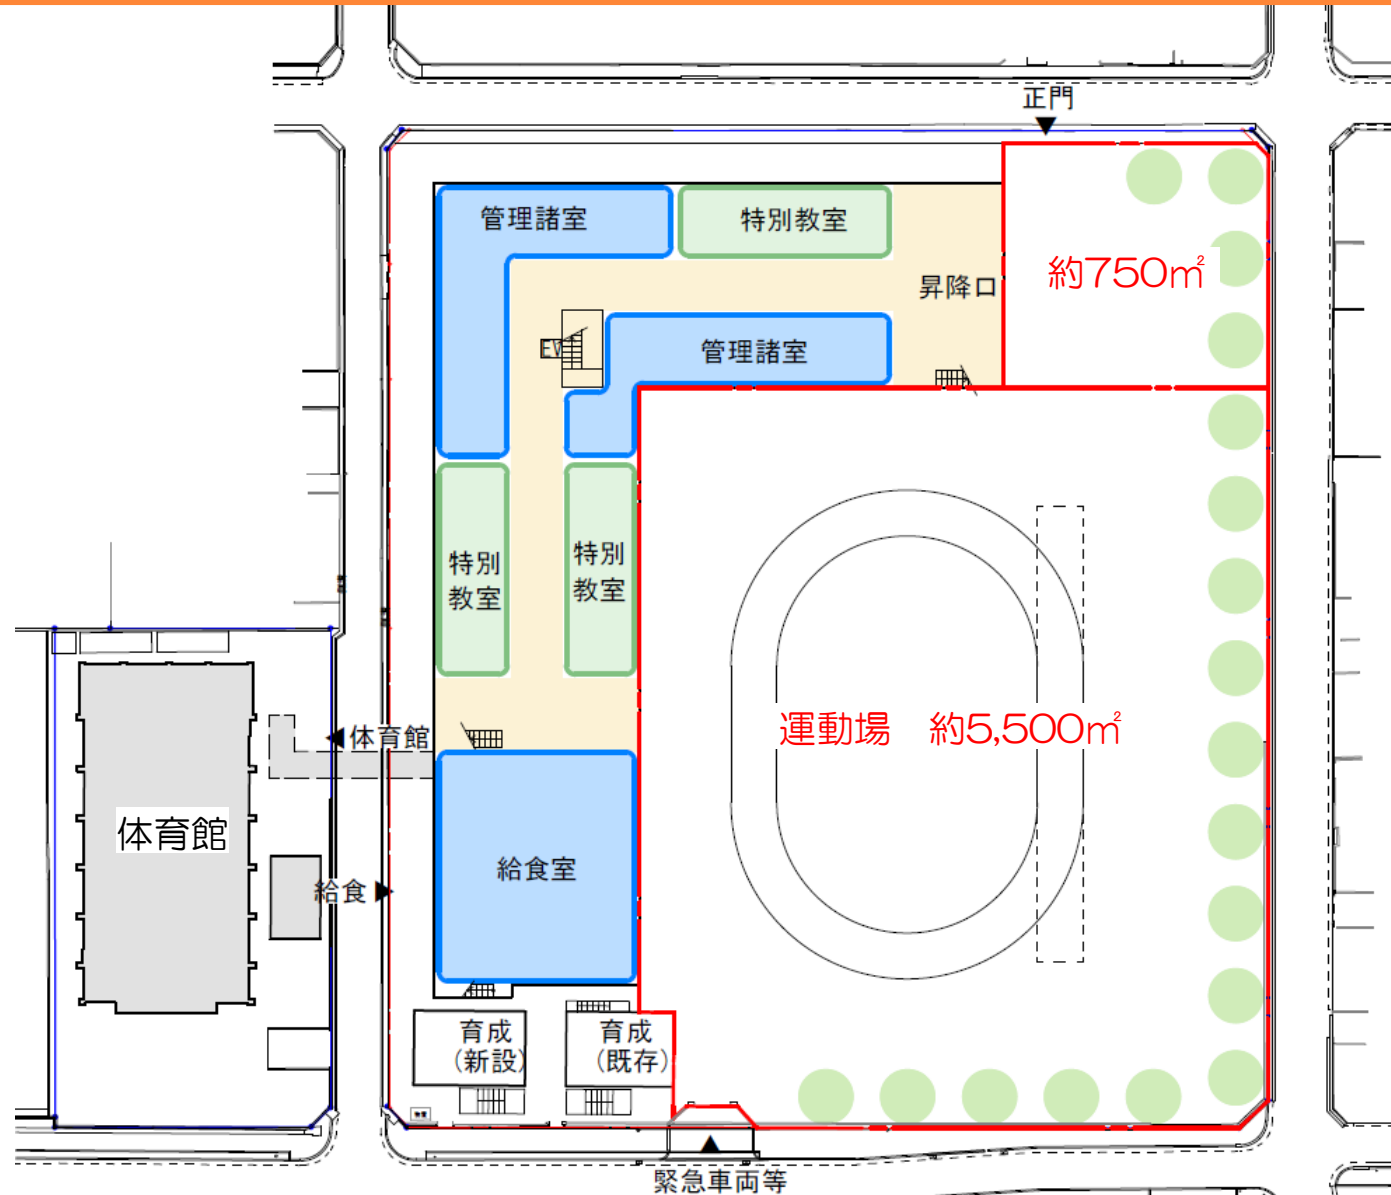 正門
管理諸室
特別教室
約750㎡
昇降口
EV
管理諸室
特別
教室
特別
教室
運動場　約5,500㎡
体育館
体育館
給食室
給食
育成
(新設)
育成
(既存)
緊急車両等